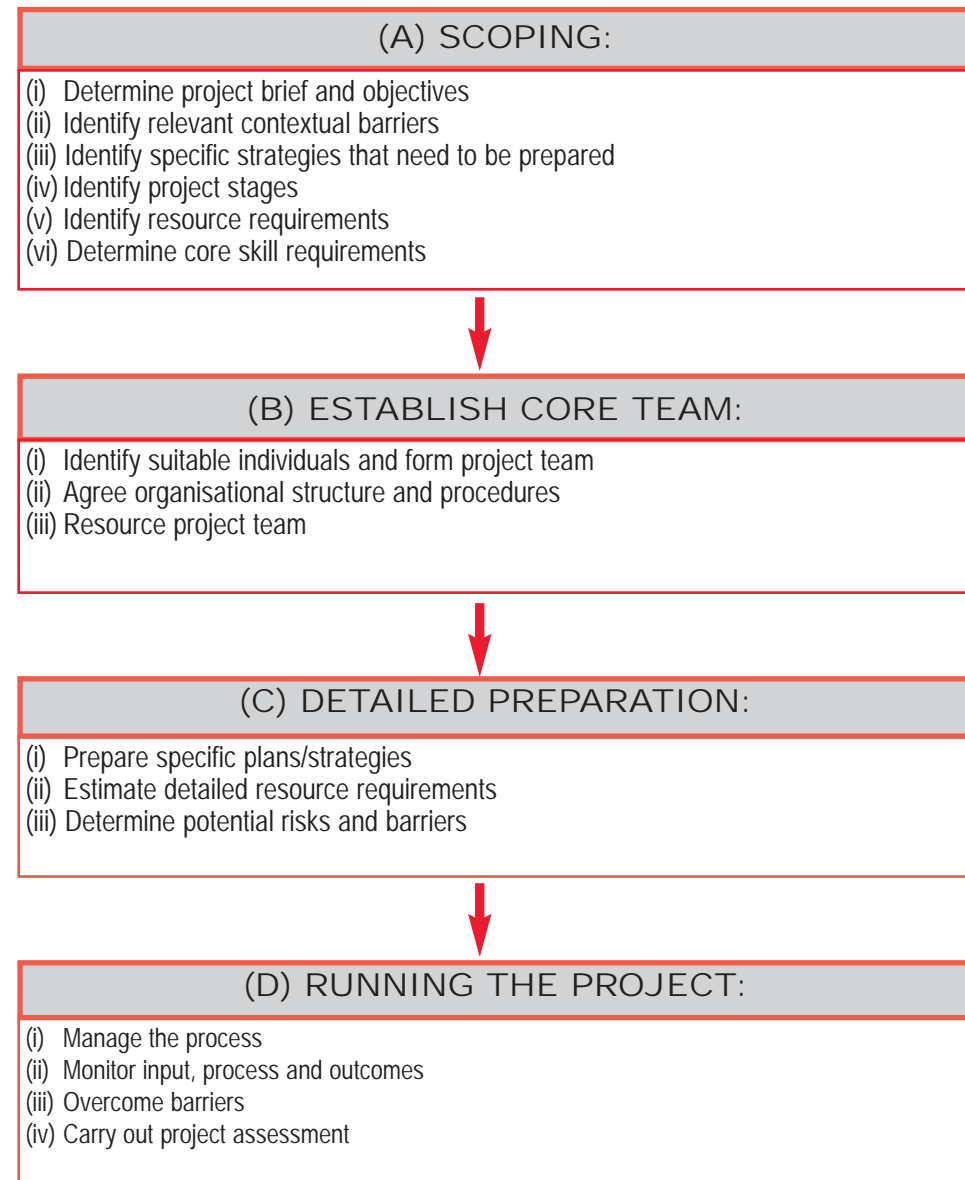 (A) SCOPING:
(i) Determine project brief and objectives
(ii) Identify relevant contextual barriers
(iii) Identify specific strategies that need to be prepared
(iv) Identify project stages
(v) Identify resource requirements
(vi) Determine core skill requirements
(B) ESTABLISH CORE TEAM:
(i) Identify suitable individuals and form project team
(ii) Agree organisational structure and procedures
(iii) Resource project team
(C) DETAILED PREPARATION:
(i) Prepare specific plans/strategies
(ii) Estimate detailed resource requirements
(iii) Determine potential risks and barriers
(D) RUNNING THE PROJECT:
(i) Manage the process
(ii) Monitor input, process and outcomes
(iii) Overcome barriers
(iv) Carry out project assessment